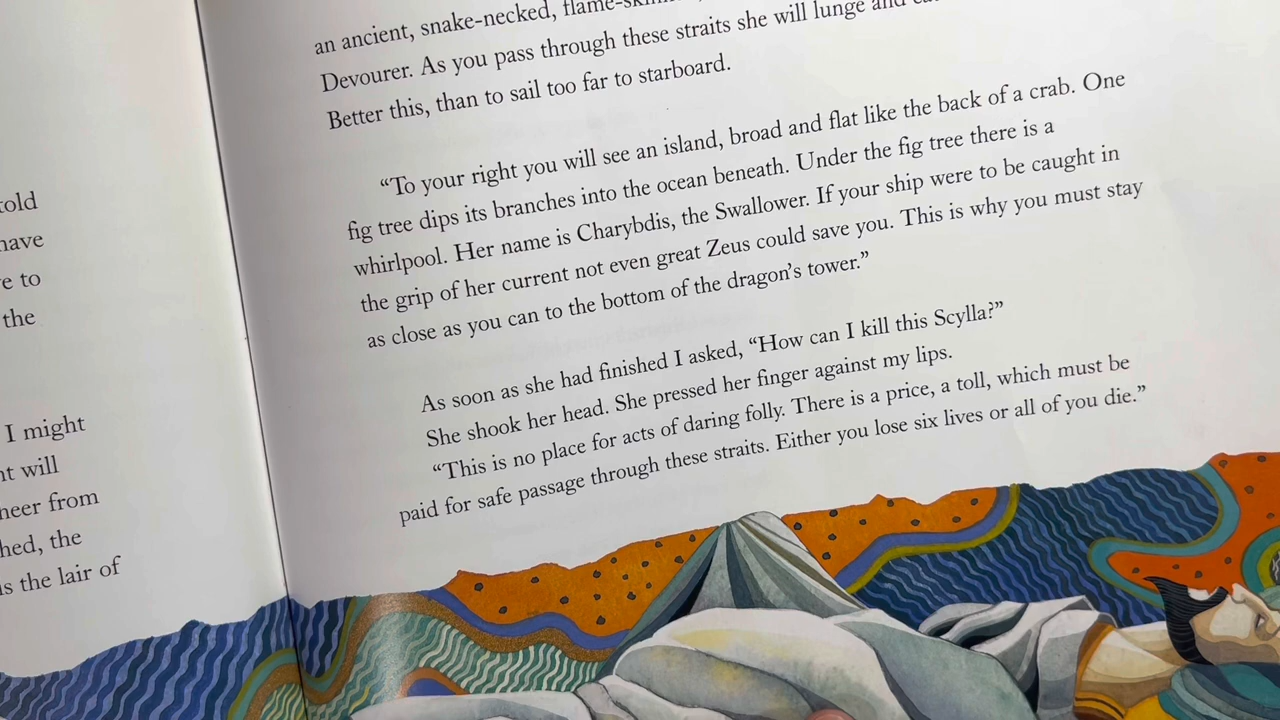 told
have
to
the
I might
will
from
the
the lair of
an ancient, snake-necked,
Devourer. As you pass through these straits she will lunge and
Better this, than to sail too far to starboard.
“To your right you will see an island, broad and flat like the back of a crab. One
fig tree dips its branches into the ocean beneath. Under the fig tree there is a
whirlpool. Her name is Charybdis, the Swallower. If your ship were to be caught in
the grip of her current not even great Zeus could save you. This is why you must stay
as close as you can to the bottom of the dragon’s tower.”
As soon as she had finished I asked, “How can I kill this Scylla?”
She shook her head. She pressed her finger against my lips.
“This is no place for acts of daring folly. There is a price, a toll, which must be
paid for safe passage through these straits. Either you lose six lives or all of you die.”